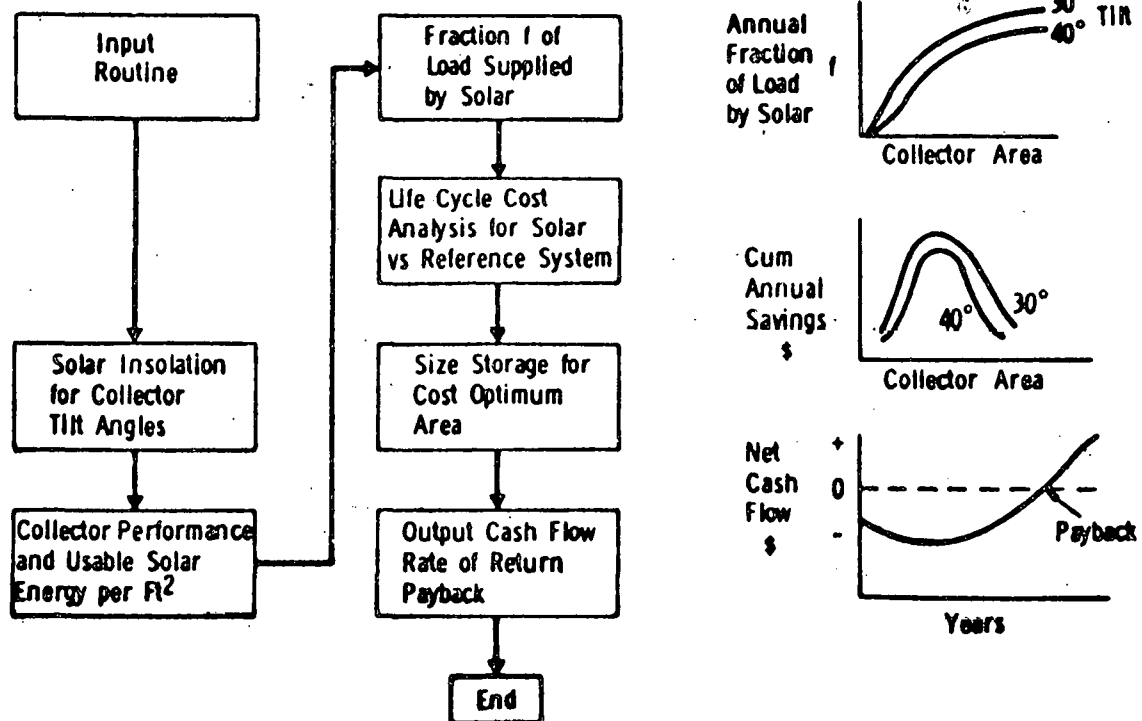 Input
Routine
Solar Insolation
for Collector
Tilt Angles
Collector Performance
and Usable Solar
Energy per Ft²
Fraction f of
Load Supplied
by Solar
Life Cycle Cost
Analysis for Solar
vs Reference System
Size Storage for
Cost Optimum
Area
Output Cash Flow
Rate of Return
Payback
End
Annual
Fraction
of Load
by Solar
f
30°
Tilt
40°
Collector Area
Cum
Annual
Savings
$
40°
30°
Collector Area
Net
Cash
Flow
$
+
0
-
Payback
Years